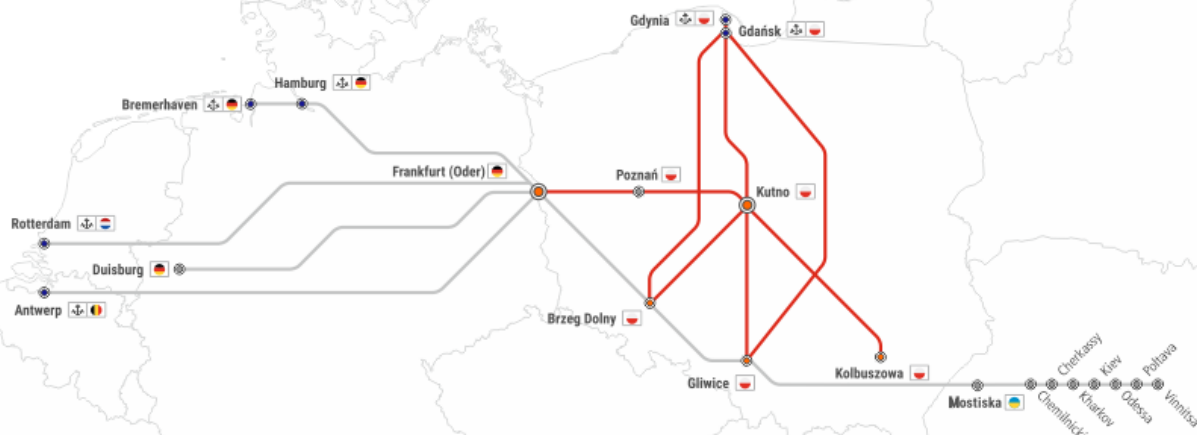 Gdynia
Gdańsk
Hamburg
Bremerhaven
Frankfurt (Oder)
Poznań
Kutno
Rotterdam
Duisburg
Antwerp
Brzeg Dolny
Gliwice
Kolbuszowa
Mostiska
Cherkassy
Kiev
Poltava
Kharkov
Odessa
Vinnitsa